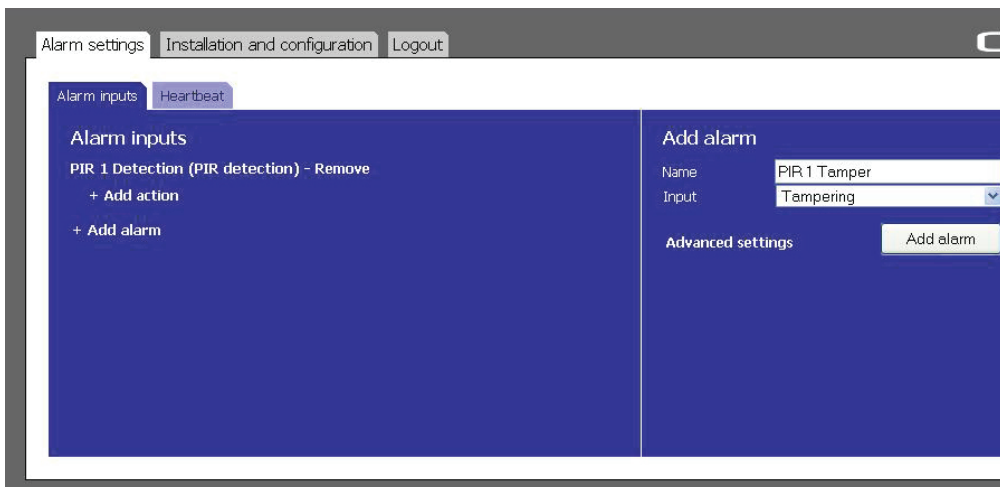 Alarm settings Installation and configuration Logout
Alarm inputs Heartbeat
Alarm inputs
PIR 1 Detection (PIR detection) - Remove
+ Add action
+ Add alarm
Add alarm
Name PIR 1 Tamper
Input Tampering
Advanced settings Add alarm